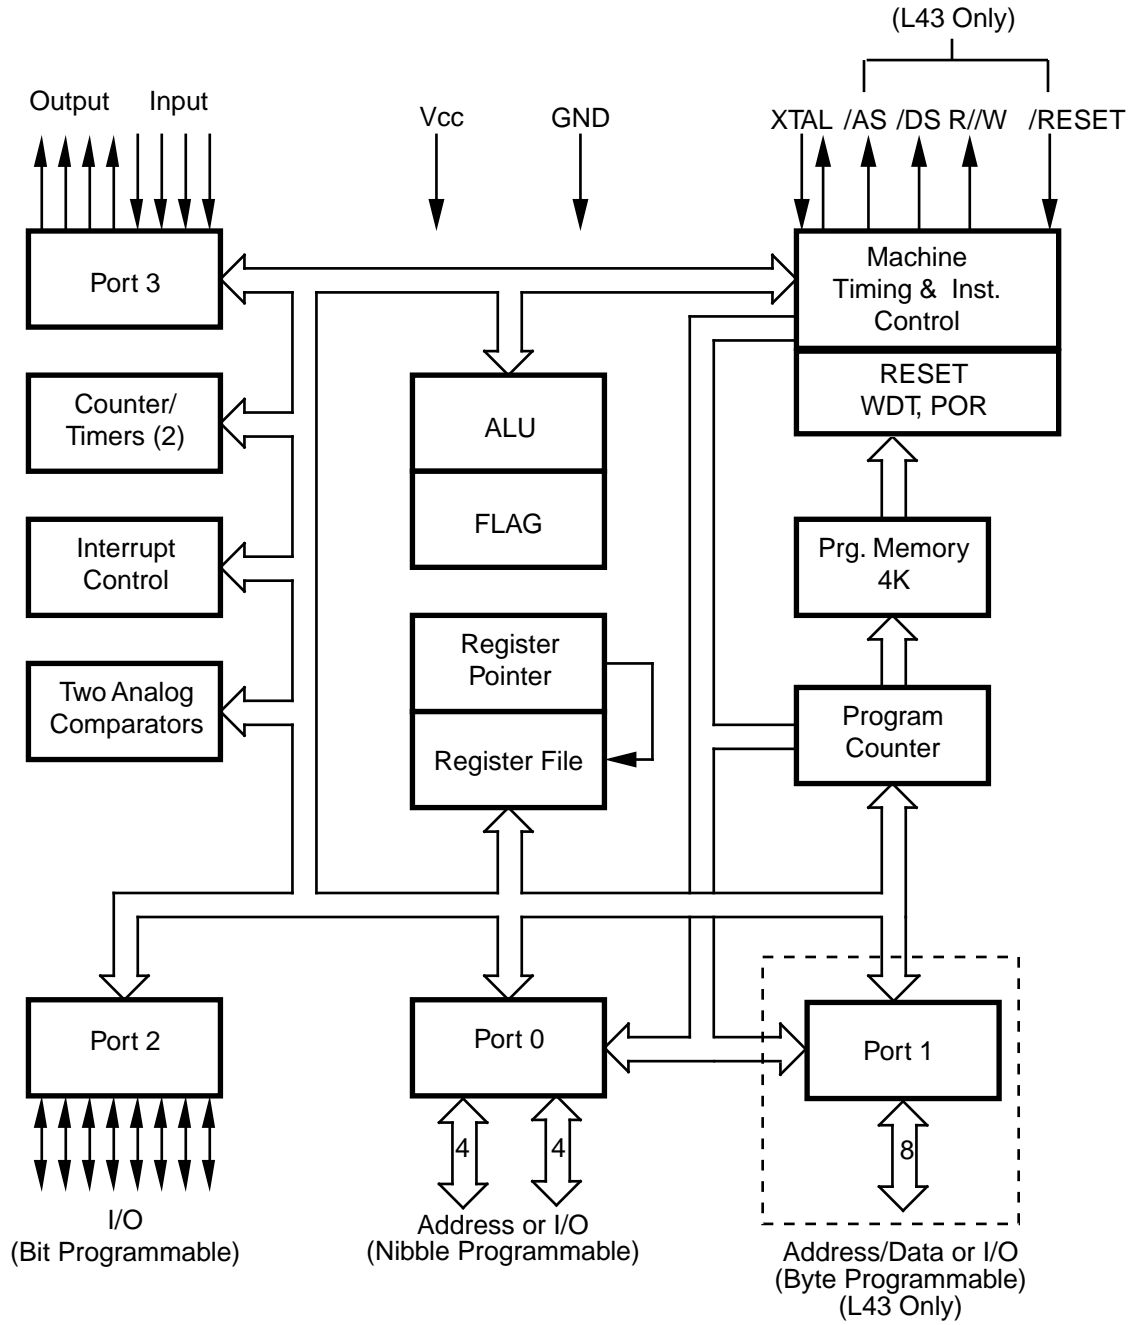 (L43 Only)
Output Input
Vcc GND
XTAL /AS /DS R//W /RESET
Port 3
Machine
Timing & Inst.
Control
RESET
WDT, POR
Counter/
Timers (2)
ALU
FLAG
Interrupt
Control
Prg. Memory
4K
Register
Pointer
Two Analog
Comparators
Register File
Program
Counter
Port 2
Port 0
Port 1
4 4 8
I/O
(Bit Programmable)
Address or I/O
(Nibble Programmable)
Address/Data or I/O
(Byte Programmable)
(L43 Only)